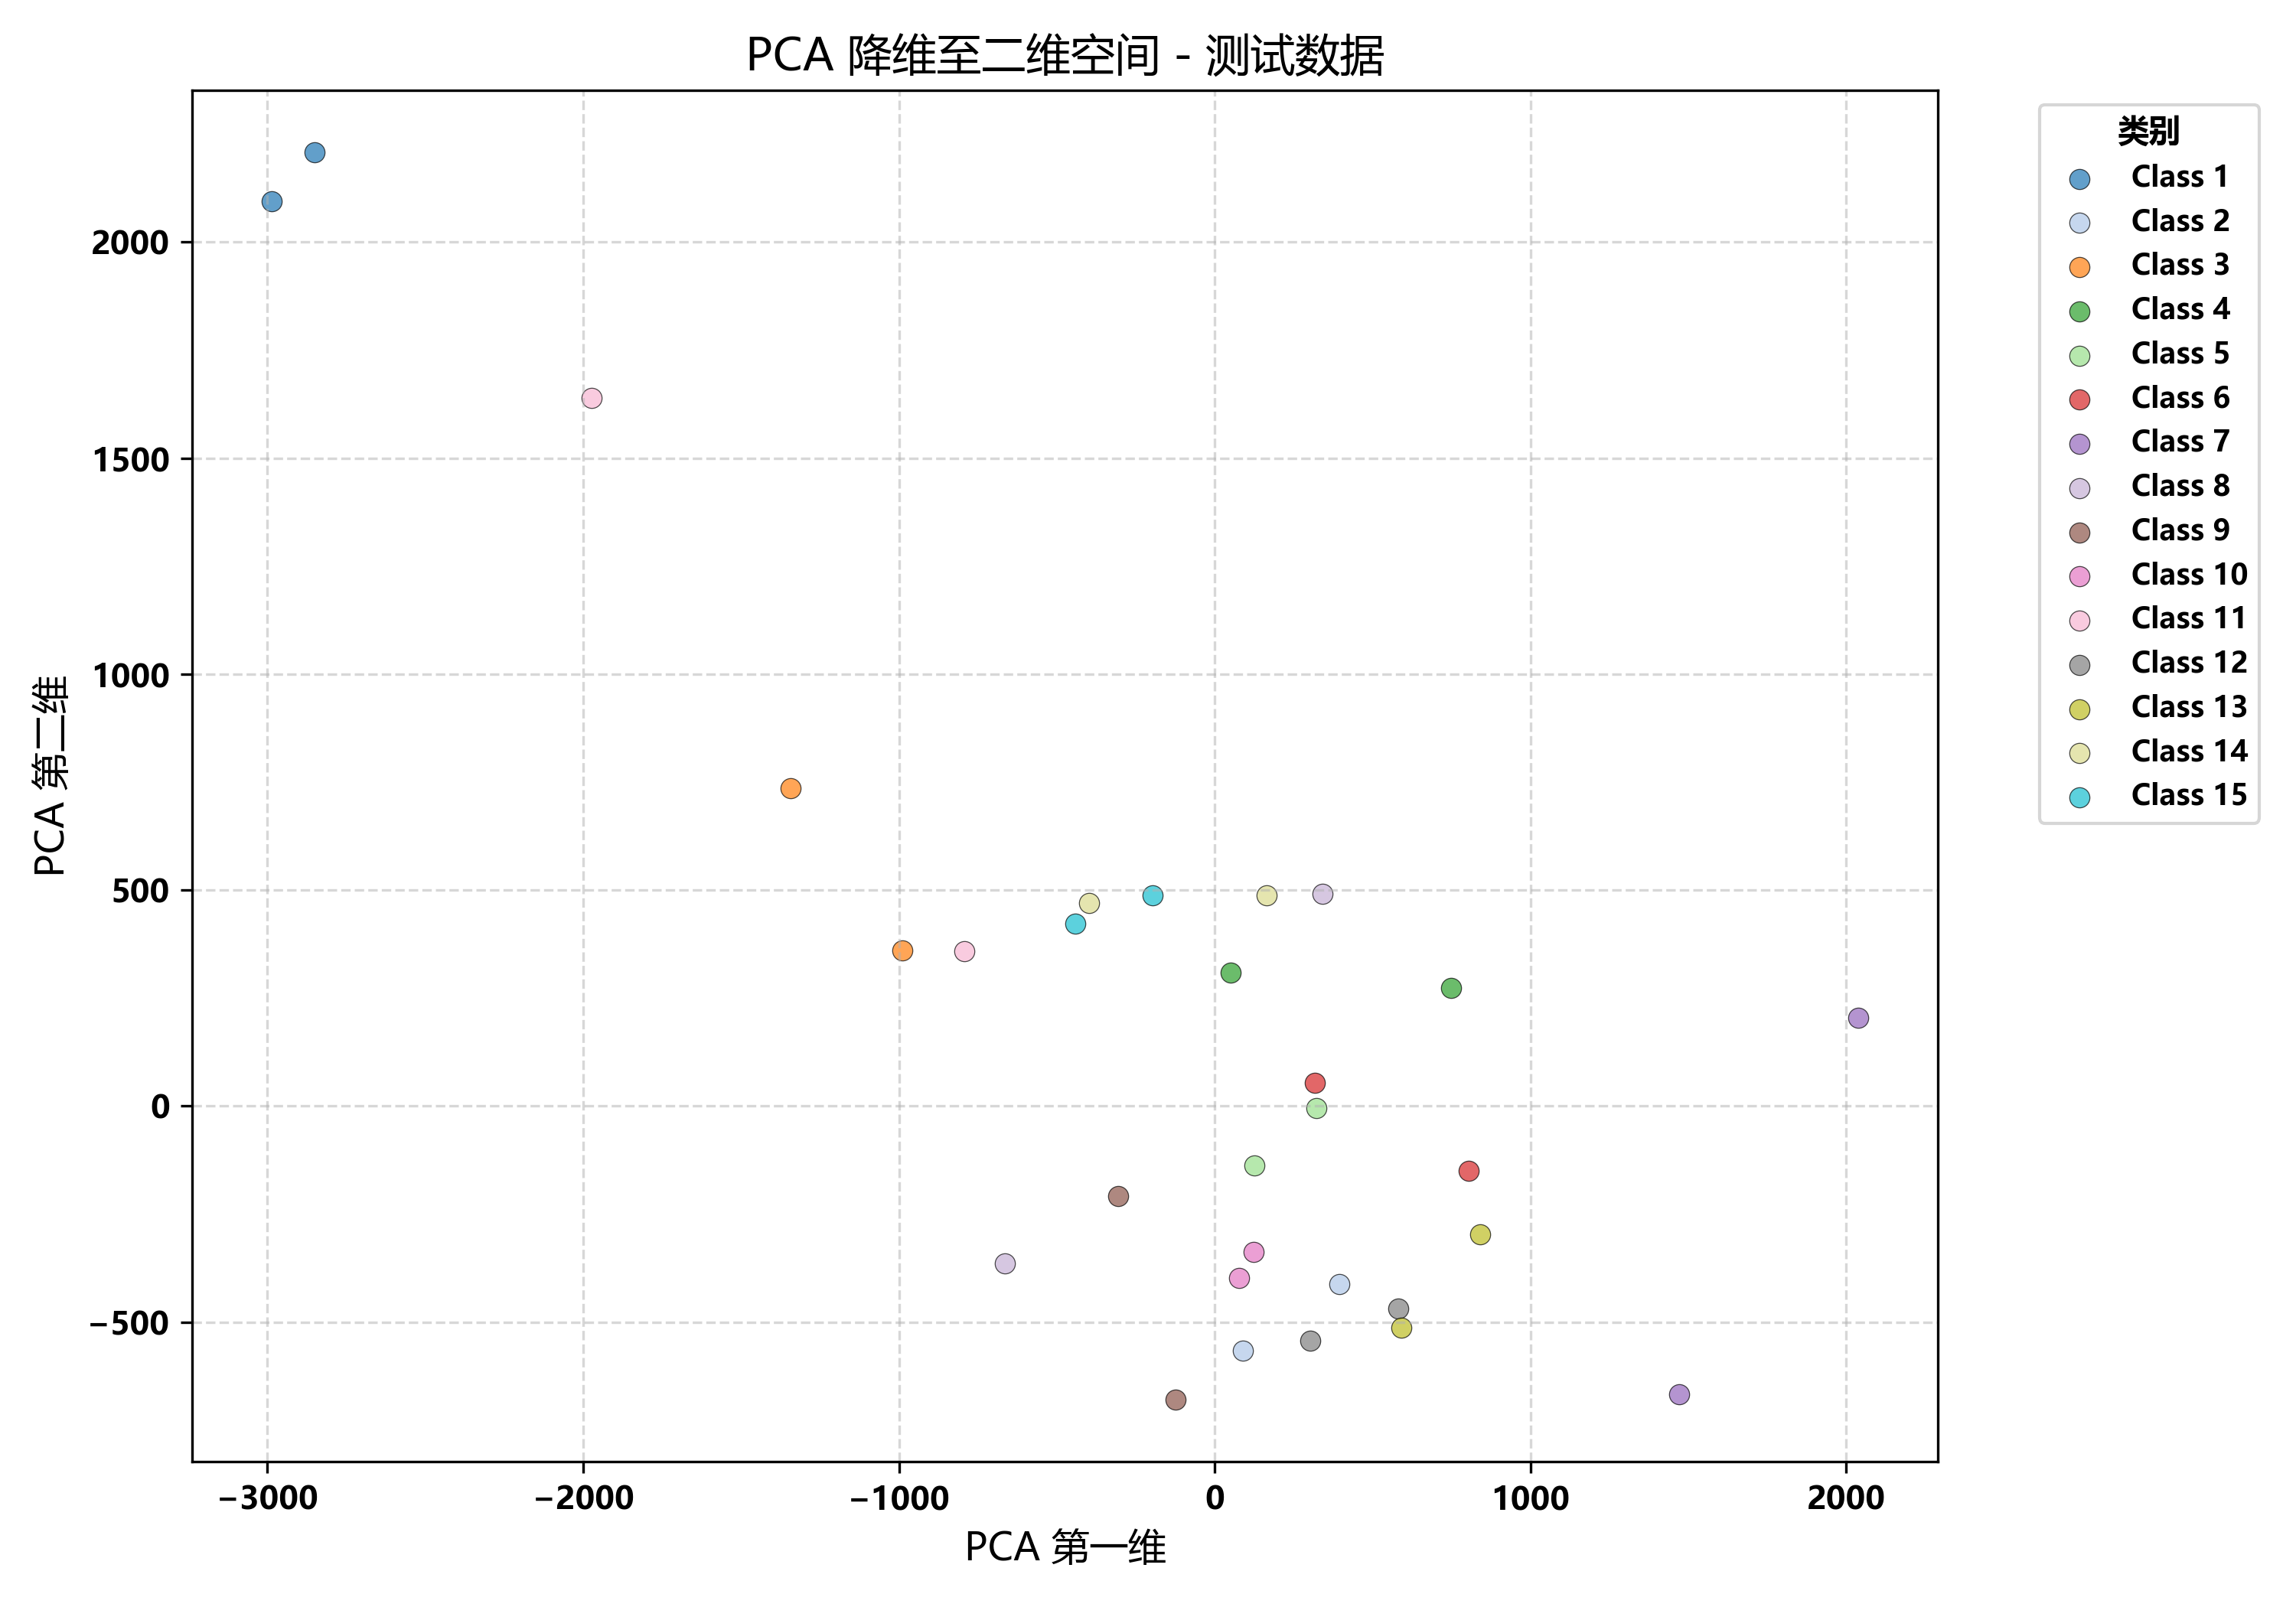 PCA 降维至二维空间 - 测试数据
PCA 第二维
2000
1500
1000
500
0
−500
−3000
−2000
−1000
0
1000
2000
PCA 第一维
类别
Class 1
Class 2
Class 3
Class 4
Class 5
Class 6
Class 7
Class 8
Class 9
Class 10
Class 11
Class 12
Class 13
Class 14
Class 15